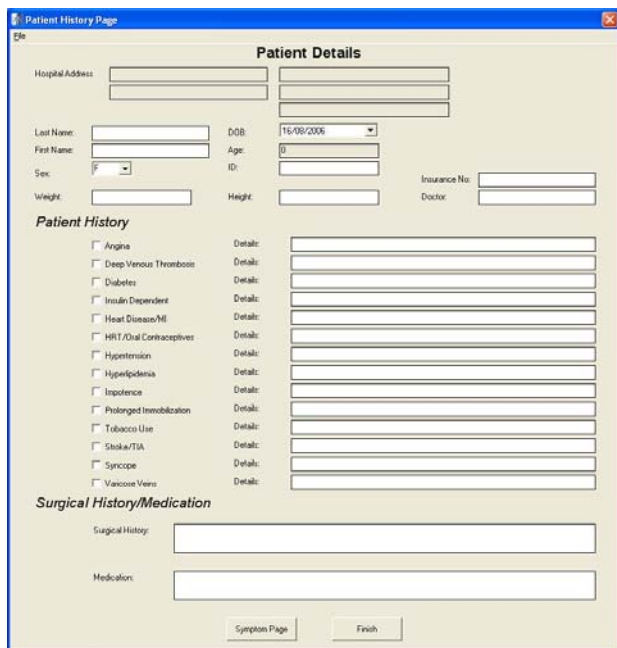 Patient History Page
File
Patient Details
Hospital Address
Last Name: DOB: 16/08/2006
First Name: Age: 0
Sex: F ID:
Insurance No:
Weight: Height: Doctor:
Patient History
Angina Details:
Deep Venous Thrombosis Details:
Diabetes Details:
Insulin Dependent Details:
Heart Disease/MI Details:
HRT/Oral Contraceptives Details:
Hypertension Details:
Hyperlipidemia Details:
Impotence Details:
Prolonged Immobilization Details:
Tobacco Use Details:
Stroke/TIA Details:
Syncope Details:
Varicose Veins Details:
Surgical History/Medication
Surgical History:
Medication:
Symptom Page Finish